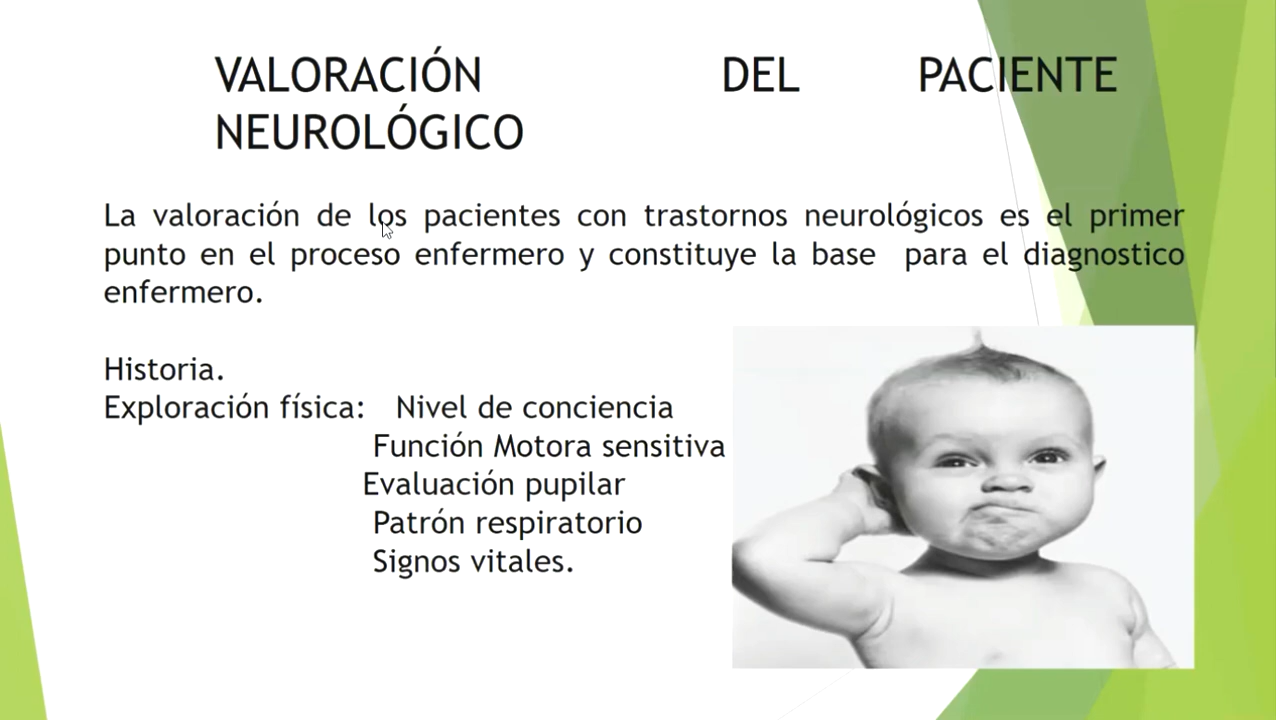 VALORACIÓN DEL PACIENTE
NEUROLÓGICO
La valoración de los pacientes con trastornos neurológicos es el primer
punto en el proceso enfermero y constituye la base para el diagnostico
enfermero.
Historia.
Exploración física: Nivel de conciencia
Función Motora sensitiva
Evaluación pupilar
Patrón respiratorio
Signos vitales.